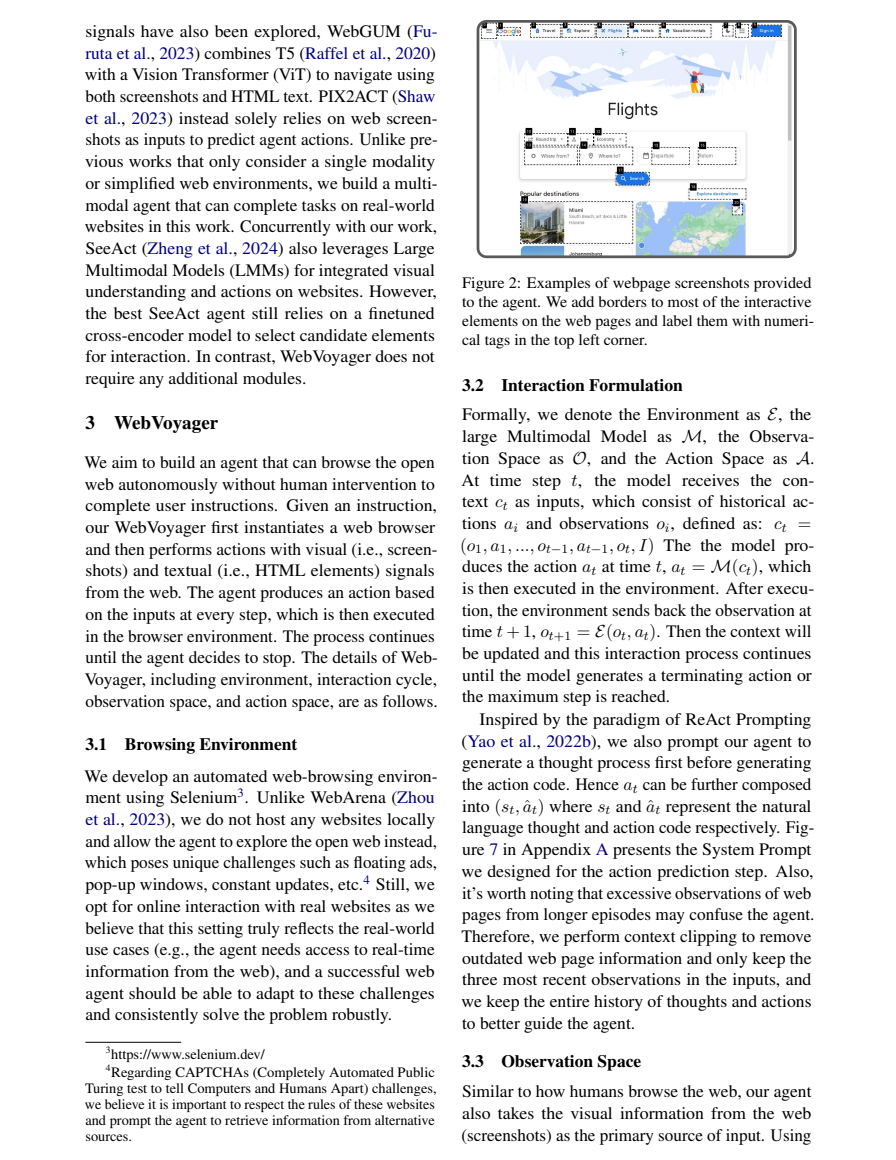 signals have also been explored, WebGUM (Fu-
ruta et al., 2023) combines T5 (Raffel et al., 2020)
with a Vision Transformer (ViT) to navigate using
both screenshots and HTML text. PIX2ACT (Shaw
et al., 2023) instead solely relies on web screen-
shots as inputs to predict agent actions. Unlike pre-
vious works that only consider a single modality
or simplified web environments, we build a multi-
modal agent that can complete tasks on real-world
websites in this work. Concurrently with our work,
SeeAct (Zheng et al., 2024) also leverages Large
Multimodal Models (LMMs) for integrated visual
understanding and actions on websites. However,
the best SeeAct agent still relies on a finetuned
cross-encoder model to select candidate elements
for interaction. In contrast, WebVoyager does not
require any additional modules.
3 WebVoyager
We aim to build an agent that can browse the open
web autonomously without human intervention to
complete user instructions. Given an instruction,
our WebVoyager first instantiates a web browser
and then performs actions with visual (i.e., screen-
shots) and textual (i.e., HTML elements) signals
from the web. The agent produces an action based
on the inputs at every step, which is then executed
in the browser environment. The process continues
until the agent decides to stop. The details of Web-
Voyager, including environment, interaction cycle,
observation space, and action space, are as follows.
3.1 Browsing Environment
We develop an automated web-browsing environ-
ment using Selenium³. Unlike WebArena (Zhou
et al., 2023), we do not host any websites locally
and allow the agent to explore the open web instead,
which poses unique challenges such as floating ads,
pop-up windows, constant updates, etc.⁴ Still, we
opt for online interaction with real websites as we
believe that this setting truly reflects the real-world
use cases (e.g., the agent needs access to real-time
information from the web), and a successful web
agent should be able to adapt to these challenges
and consistently solve the problem robustly.
³https://www.selenium.dev/
⁴Regarding CAPTCHAs (Completely Automated Public
Turing test to tell Computers and Humans Apart) challenges,
we believe it is important to respect the rules of these websites
and prompt the agent to retrieve information from alternative
sources.
Google Travel Explore Flights Hotels Vacation rentals Sign in
Flights
Round trip Economy
Where from? Where to? Departure Return
Search
Popular destinations Explore destinations
Miami
South Beach, art deco & Little
Havana
Johannesburg
Figure 2: Examples of webpage screenshots provided
to the agent. We add borders to most of the interactive
elements on the web pages and label them with numeri-
cal tags in the top left corner.
3.2 Interaction Formulation
Formally, we denote the Environment as ℰ, the
large Multimodal Model as ℳ, the Observa-
tion Space as 𝒪, and the Action Space as 𝒜.
At time step t, the model receives the con-
text cₜ as inputs, which consist of historical ac-
tions aᵢ and observations oᵢ, defined as: cₜ =
(o₁, a₁, ..., oₜ₋₁, aₜ₋₁, oₜ, I) The the model pro-
duces the action aₜ at time t, aₜ = ℳ(cₜ), which
is then executed in the environment. After execu-
tion, the environment sends back the observation at
time t + 1, oₜ₊₁ = ℰ(oₜ, aₜ). Then the context will
be updated and this interaction process continues
until the model generates a terminating action or
the maximum step is reached.
Inspired by the paradigm of ReAct Prompting
(Yao et al., 2022b), we also prompt our agent to
generate a thought process first before generating
the action code. Hence aₜ can be further composed
into (sₜ, âₜ) where sₜ and âₜ represent the natural
language thought and action code respectively. Fig-
ure 7 in Appendix A presents the System Prompt
we designed for the action prediction step. Also,
it's worth noting that excessive observations of web
pages from longer episodes may confuse the agent.
Therefore, we perform context clipping to remove
outdated web page information and only keep the
three most recent observations in the inputs, and
we keep the entire history of thoughts and actions
to better guide the agent.
3.3 Observation Space
Similar to how humans browse the web, our agent
also takes the visual information from the web
(screenshots) as the primary source of input. Using